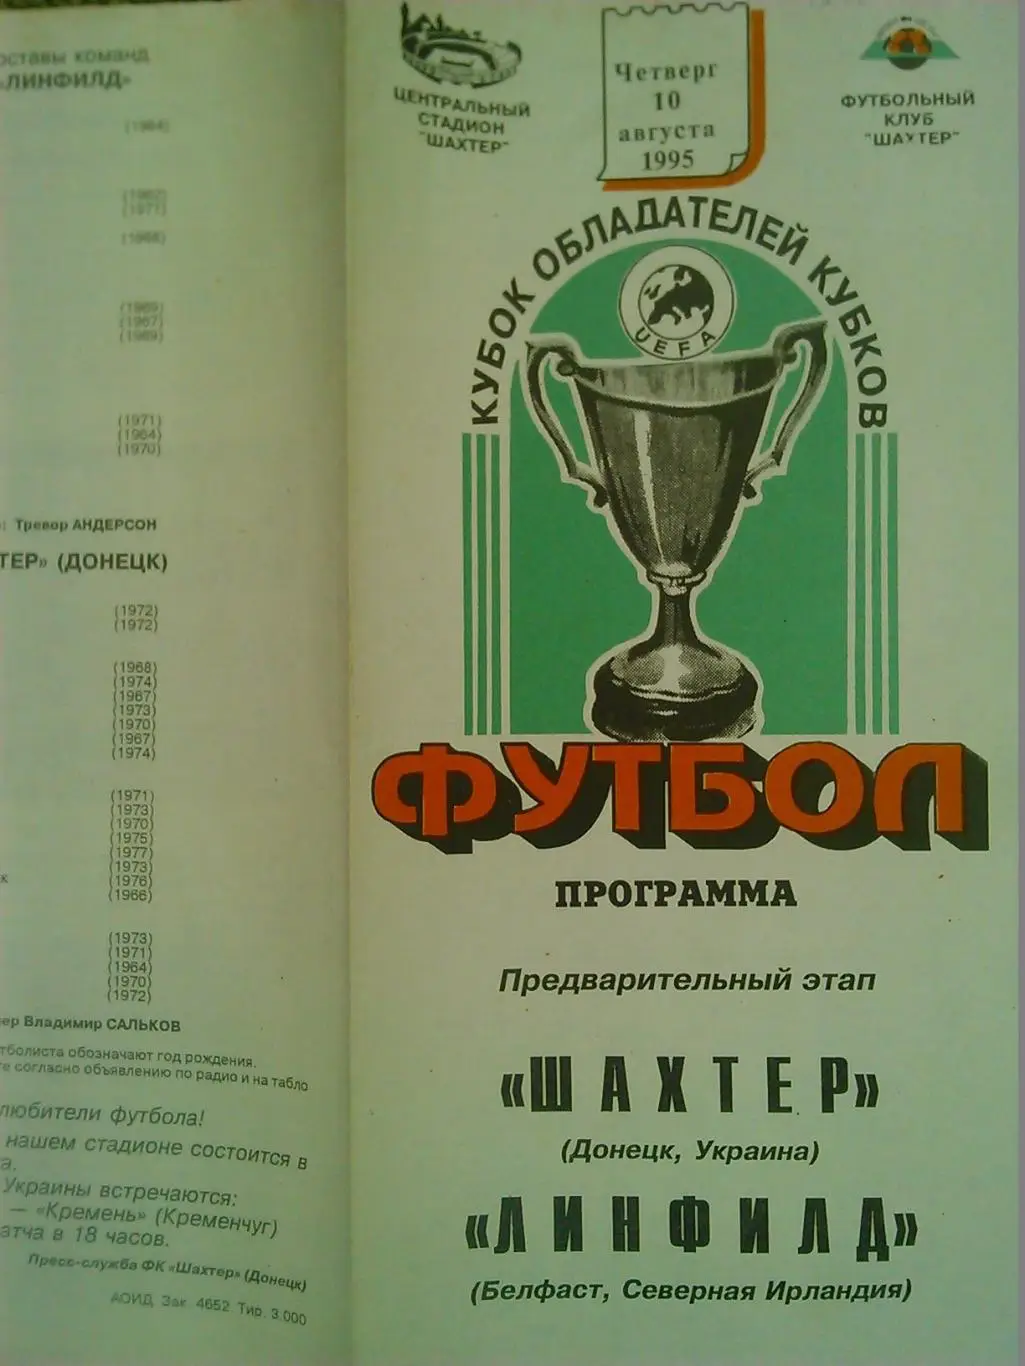 оставы команд
«ЛИНФИЛД»
(1964)
(1962)
(1971)
(1968)
(1969)
(1967)
(1969)
(1971)
(1964)
(1970)
: Тревор АНДЕРСОН
ТЕР» (ДОНЕЦК)
(1972)
(1972)
(1968)
(1974)
(1967)
(1973)
(1970)
(1967)
(1974)
(1971)
(1973)
(1970)
(1975)
(1977)
(1973)
к (1976)
(1966)
(1973)
(1971)
(1964)
(1970)
(1972)
ер Владимир САЛЬКОВ
тболиста обозначают год рождения.
е согласно объявлению по радио и на табло
любители футбола!
нашем стадионе состоится в
а.
Украины встречаются:
— «Кремень» (Кременчуг)
атча в 18 часов.
Пресс-служба ФК «Шахтер» (Донецк)
АОИД Зак. 4652 Тир. 3.000
ЦЕНТРАЛЬНЫЙ
СТАДИОН
"ШАХТЕР"
Четверг
10
августа
1995
ФУТБОЛЬНЫЙ
КЛУБ
"ШАХТЕР"
КУБОК ОБЛАДАТЕЛЕЙ КУБКОВ
UEFA
ФУТБОЛ
ПРОГРАММА
Предварительный этап
«ШАХТЕР»
(Донецк, Украина)
«ЛИНФИЛД»
(Белфаст, Северная Ирландия)